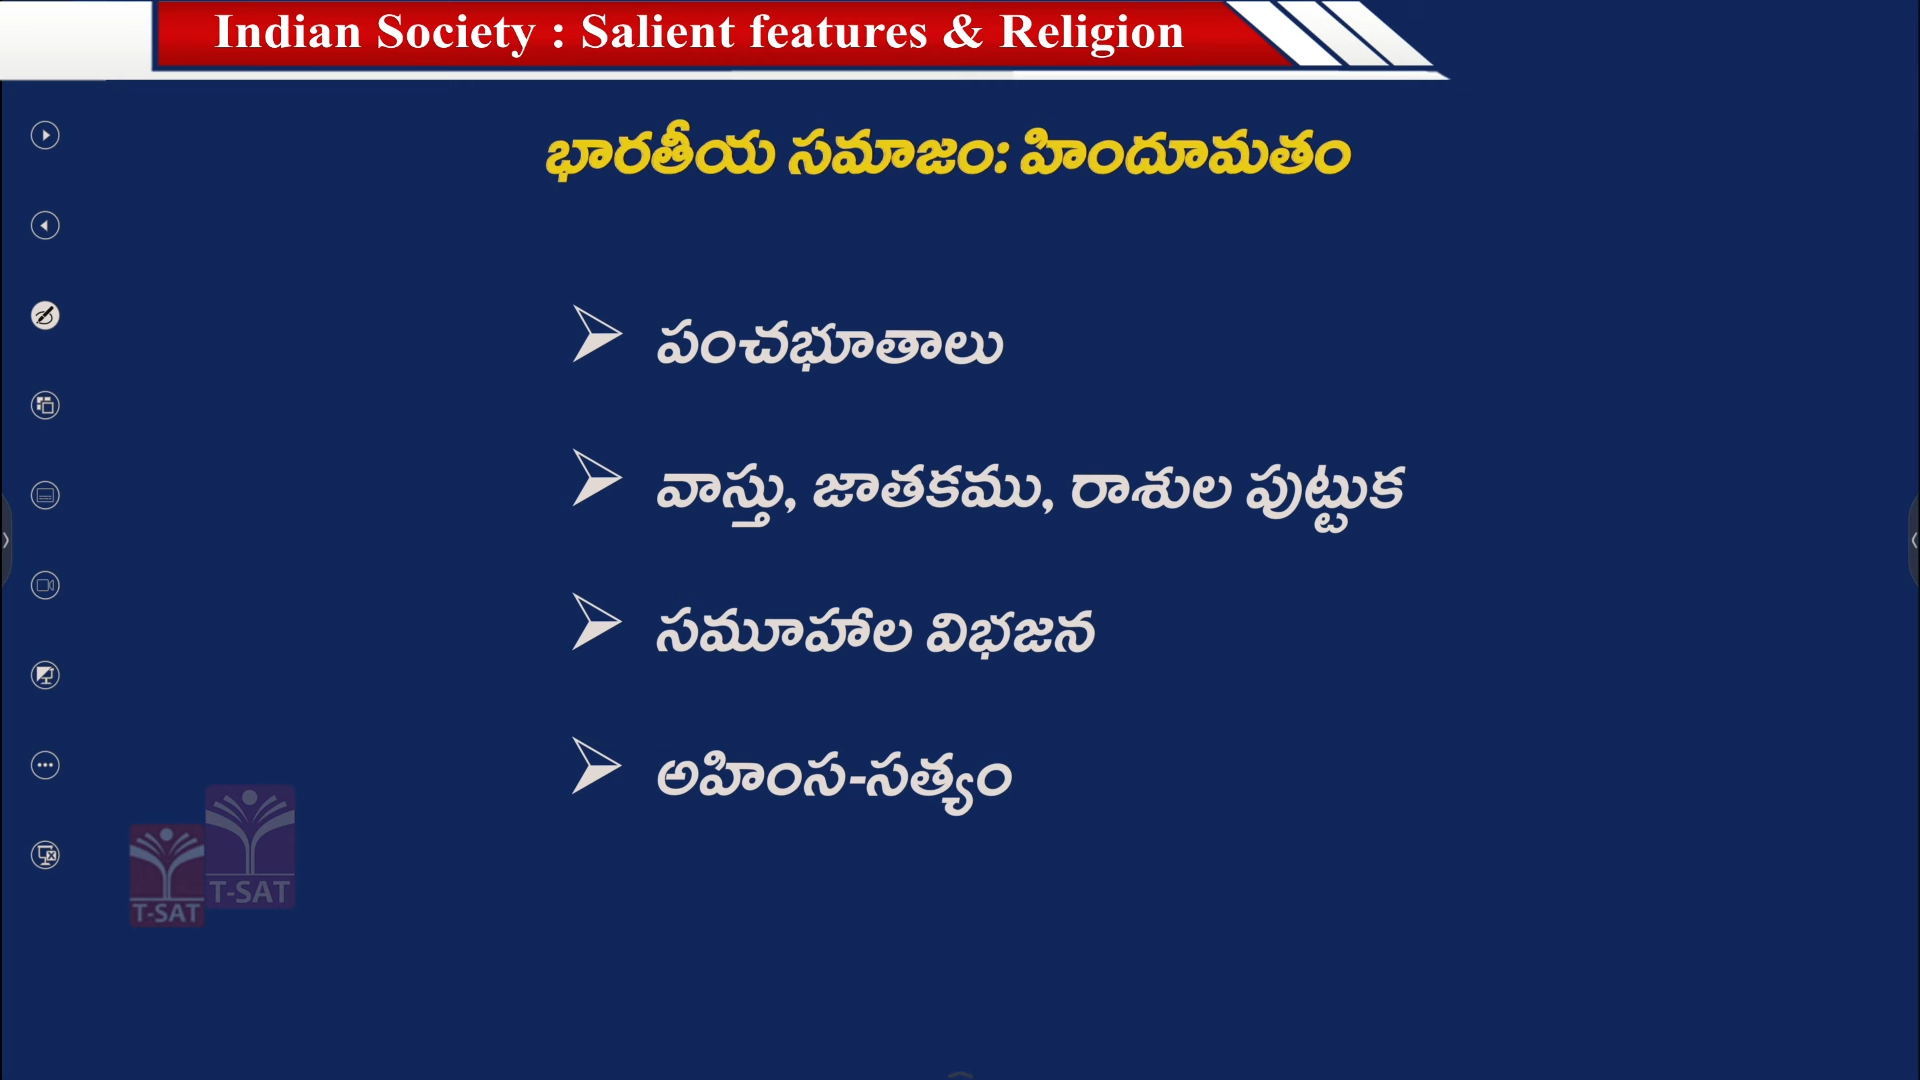 Indian Society : Salient features & Religion
భారతీయ సమాజం: హిందూమతం
పంచభూతాలు
వాస్తు, జాతకము, రాశుల పుట్టుక
సమూహాల విభజన
అహింస-సత్యం
T-SAT
T-SAT